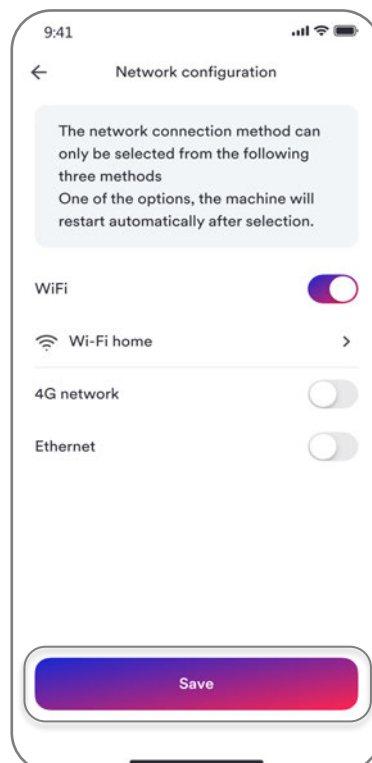 9:41
Network configuration
The network connection method can
only be selected from the following
three methods
One of the options, the machine will
restart automatically after selection.
WiFi
Wi-Fi home
4G network
Ethernet
Save